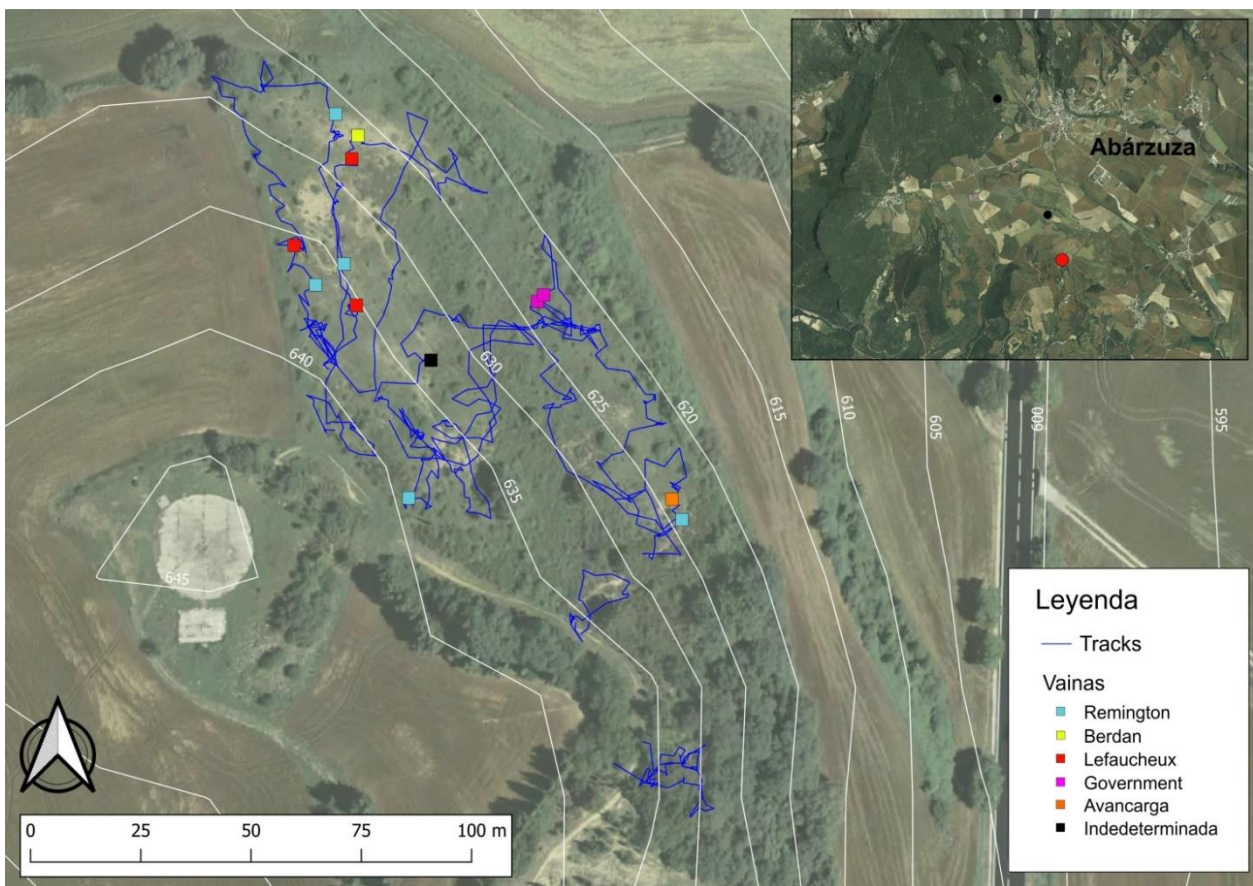 Abárzuza
640
630
625
620
615
610
605
600
595
635
645
Leyenda
Tracks
Vainas
Remington
Berdan
Lefaucheux
Government
Avancarga
Indedeterminada
0 25 50 75 100 m